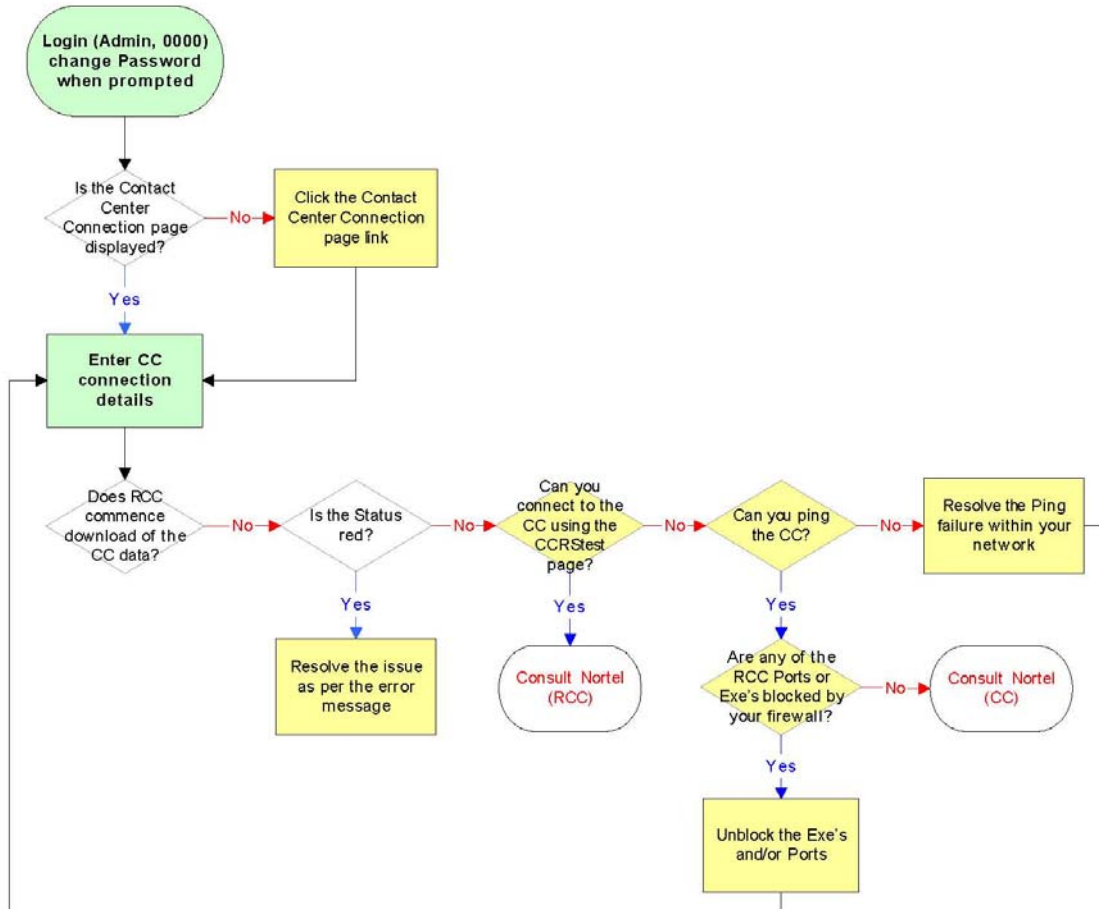 Login (Admin, 0000)
change Password
when prompted
Is the Contact
Center
Connection page
displayed?
No
Click the Contact
Center Connection
page link
Yes
Enter CC
connection
details
Does RCC
commence
download of the
CC data?
No
Is the Status
red?
No
Can you
connect to the
CC using the
CCRStest
page?
No
Can you ping
the CC?
No
Resolve the Ping
failure within your
network
Yes
Resolve the issue
as per the error
message
Yes
Consult Nortel
(RCC)
Yes
Are any of the
RCC Ports or
Exe's blocked by
your firewall?
No
Consult Nortel
(CC)
Yes
Unblock the Exe's
and/or Ports